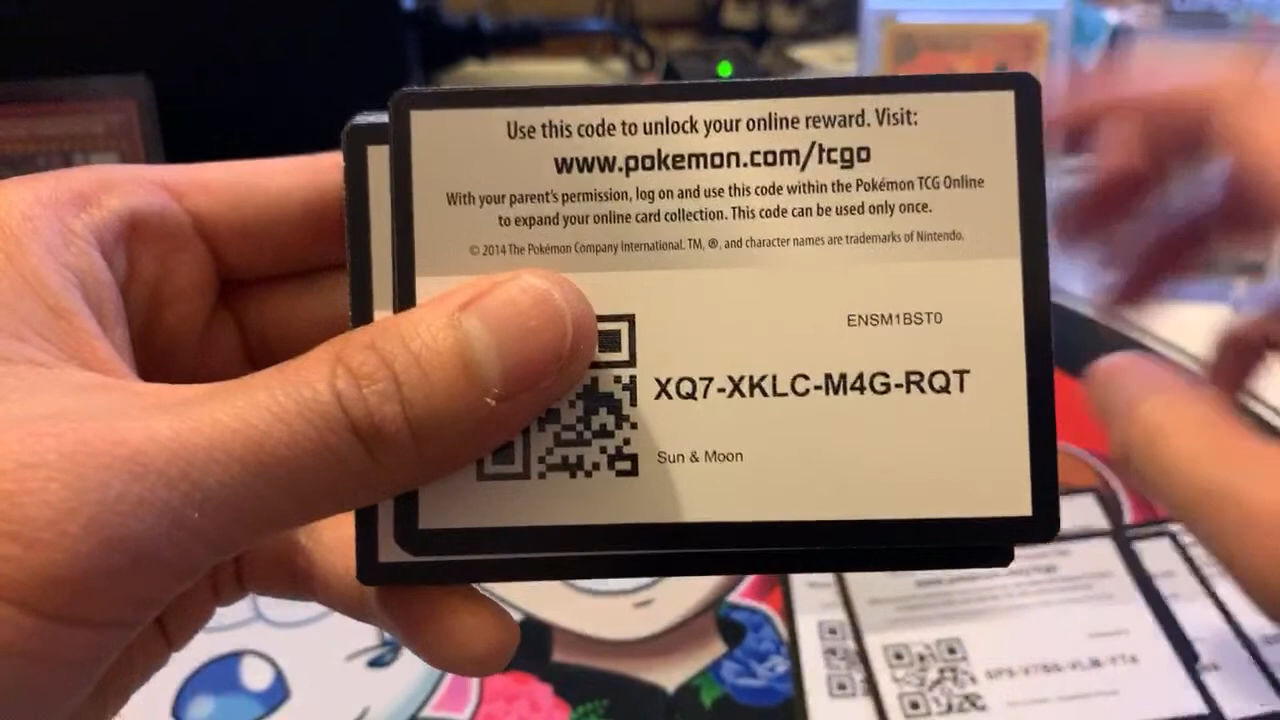 Use this code to unlock your online reward. Visit:
www.pokemon.com/tcgo
With your parent's permission, log on and use this code within the Pokémon TCG Online
to expand your online card collection. This code can be used only once.
© 2014 The Pokémon Company International. TM, ®, and character names are trademarks of Nintendo.
ENSM1BST0
XQ7-XKLC-M4G-RQT
Sun & Moon